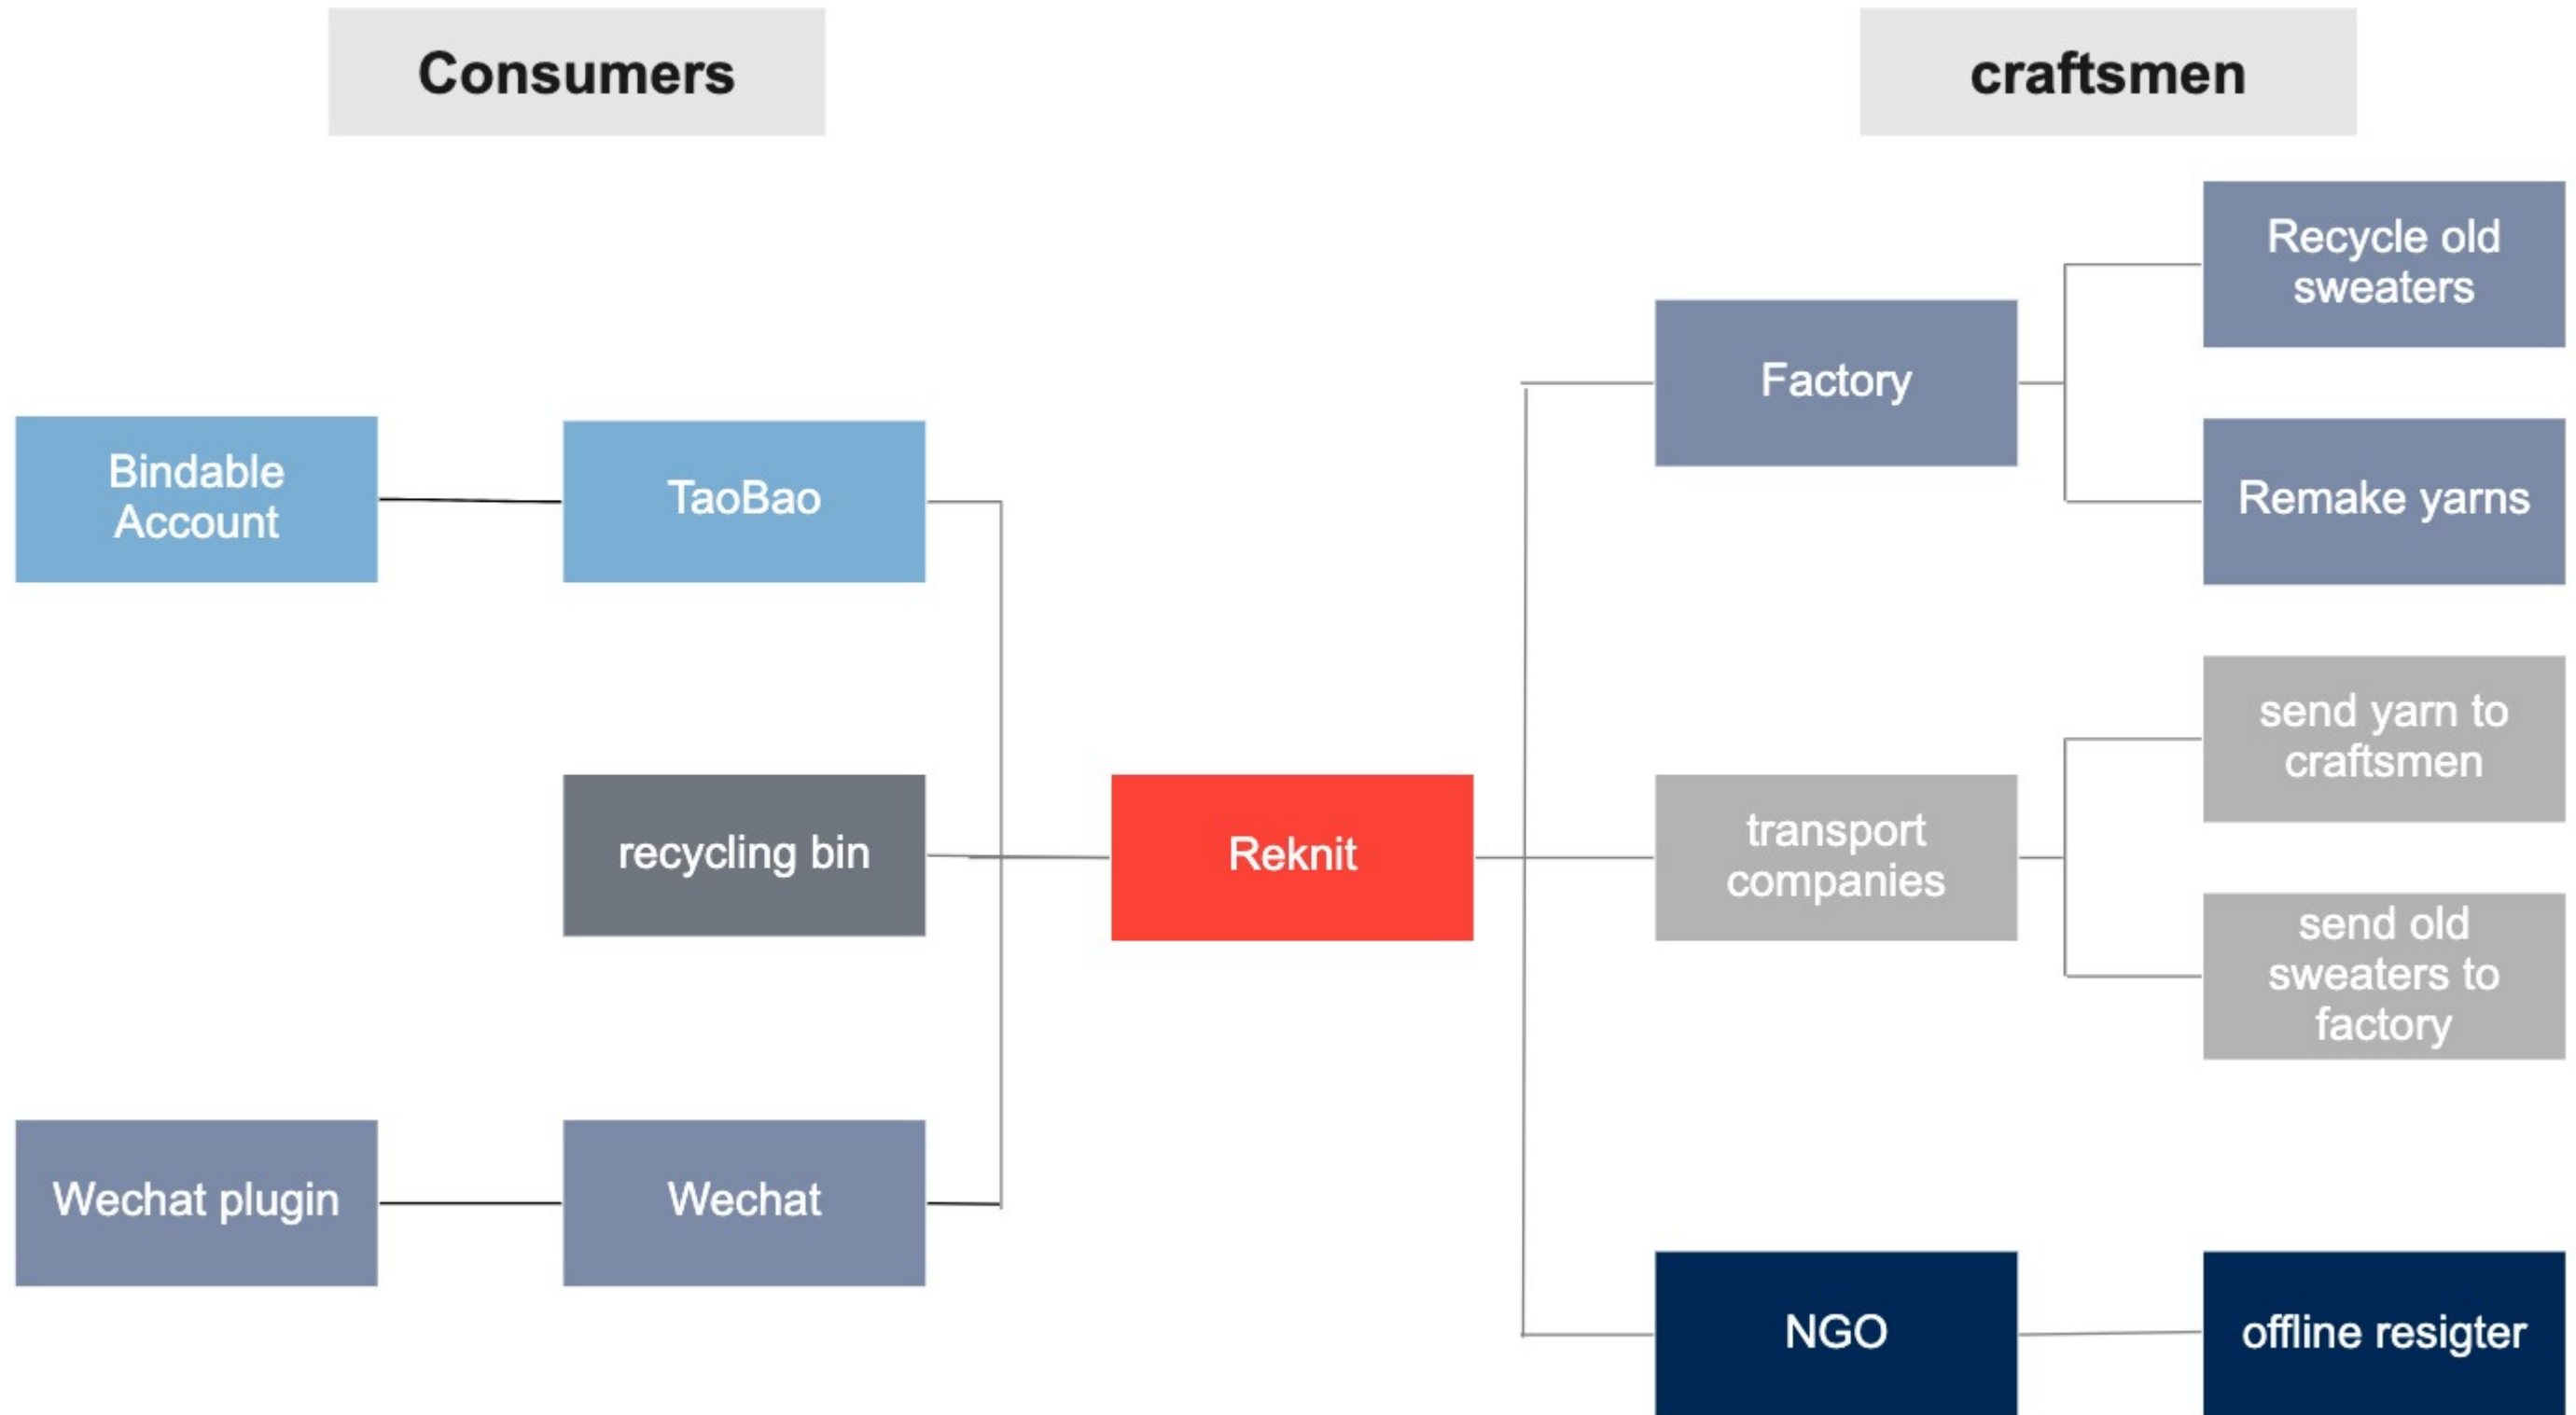 Consumers
craftsmen
Bindable
Account
TaoBao
recycling bin
Wechat plugin
Wechat
Reknit
Factory
Recycle old
sweaters
Remake yarns
transport
companies
send yarn to
craftsmen
send old
sweaters to
factory
NGO
offline resigter